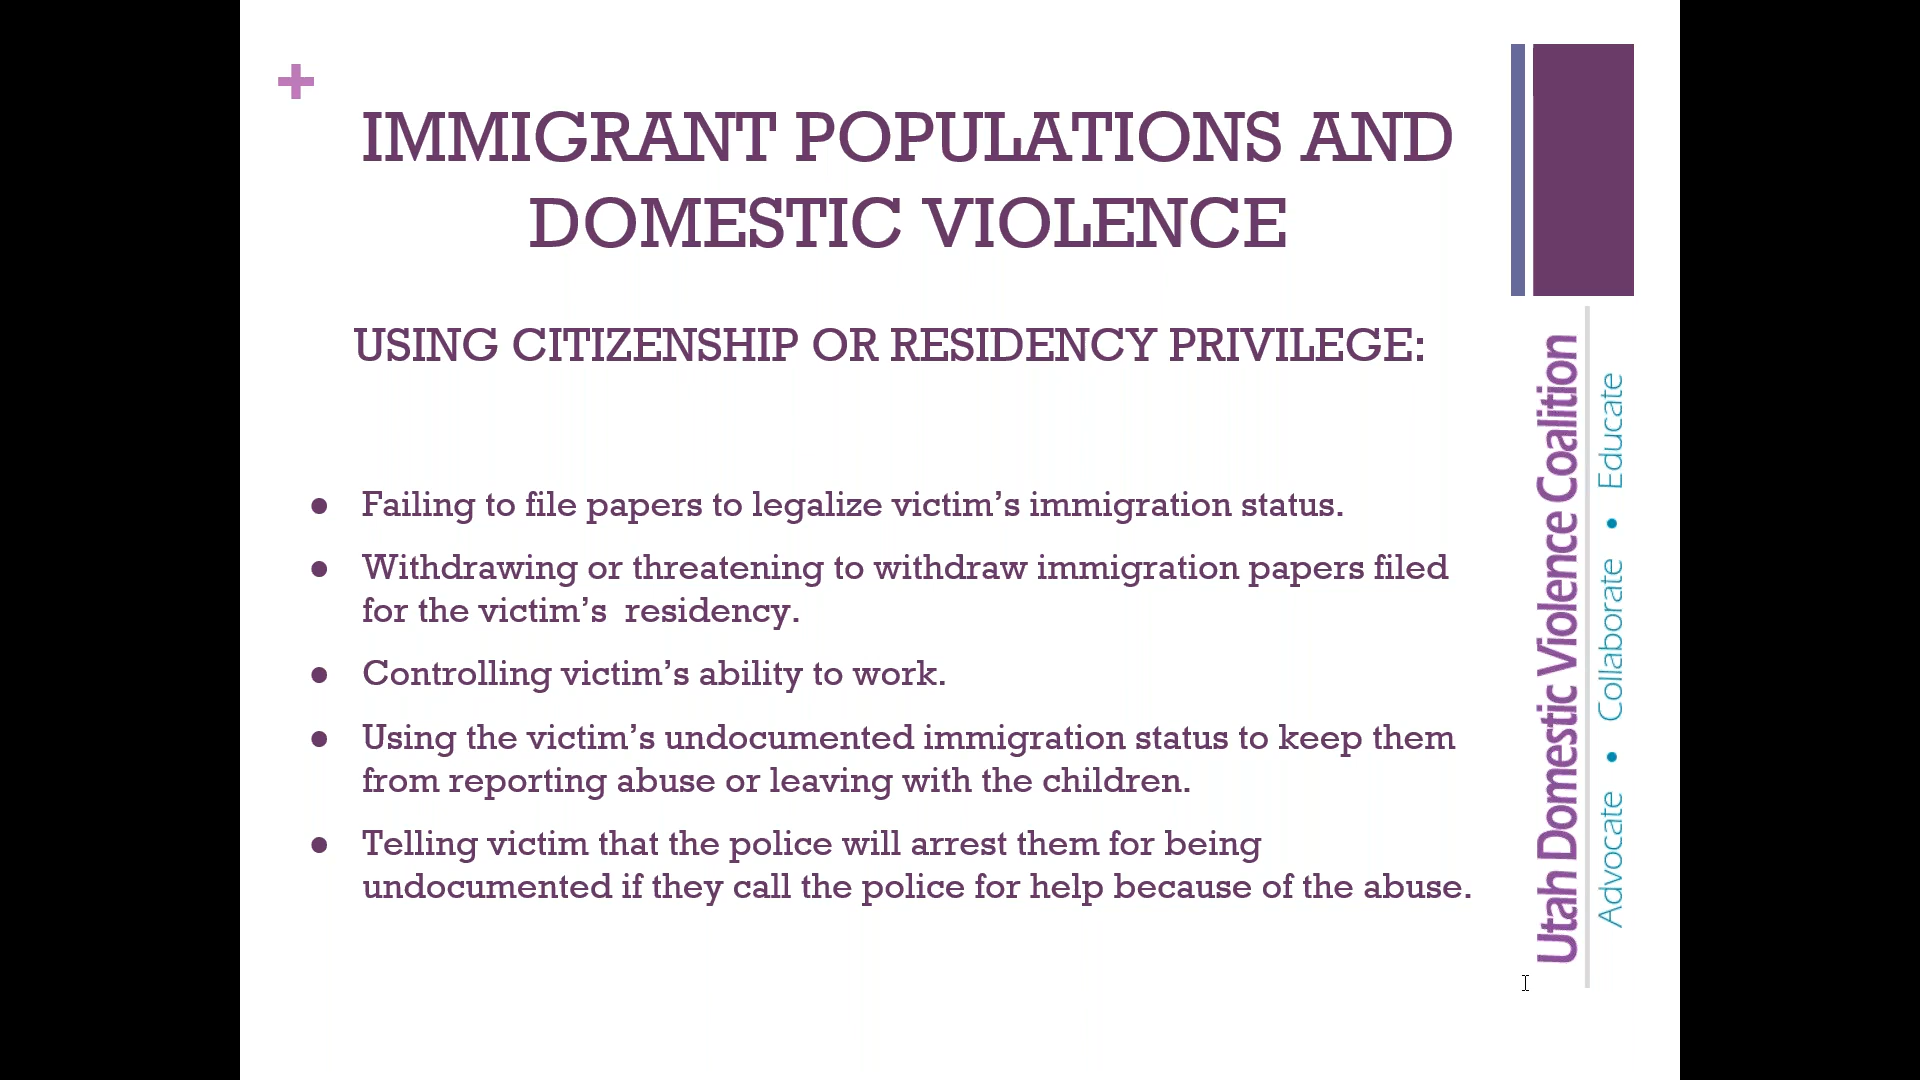 IMMIGRANT POPULATIONS AND
DOMESTIC VIOLENCE
USING CITIZENSHIP OR RESIDENCY PRIVILEGE:
● Failing to file papers to legalize victim’s immigration status.
● Withdrawing or threatening to withdraw immigration papers filed
for the victim’s  residency.
● Controlling victim’s ability to work.
● Using the victim’s undocumented immigration status to keep them
from reporting abuse or leaving with the children.
● Telling victim that the police will arrest them for being
undocumented if they call the police for help because of the abuse.
Utah Domestic Violence Coalition
Advocate • Collaborate • Educate